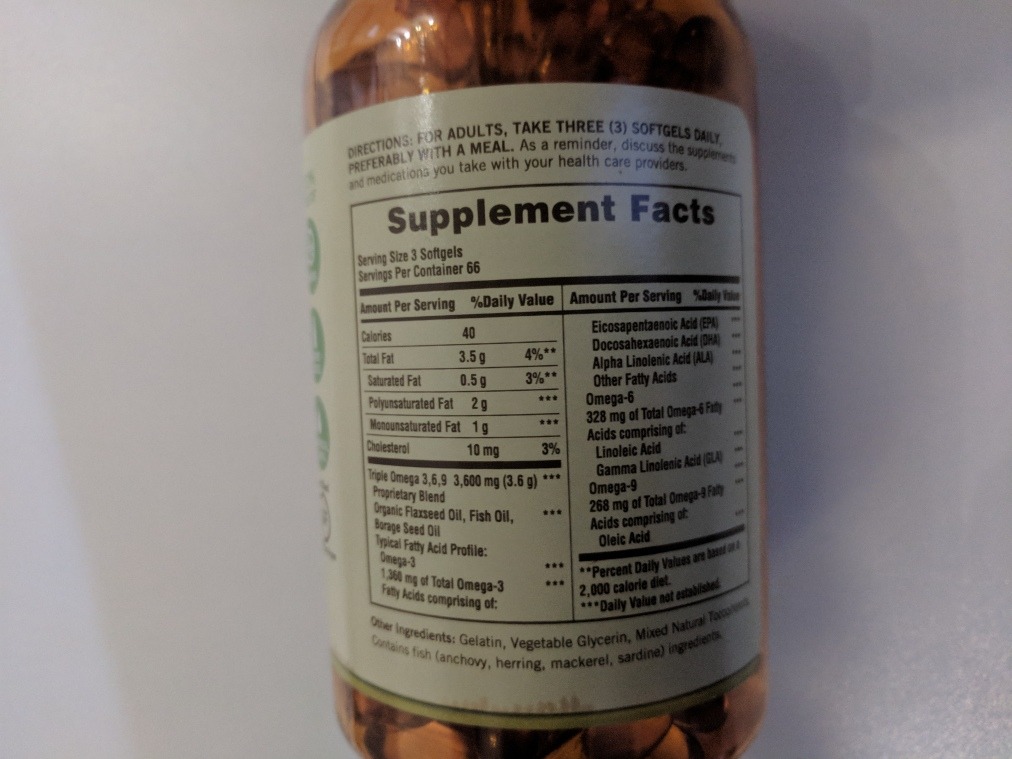 DIRECTIONS: FOR ADULTS, TAKE THREE (3) SOFTGELS DAILY,
PREFERABLY WITH A MEAL. As a reminder, discuss the supplements
and medications you take with your health care providers.
Supplement Facts
Serving Size 3 Softgels
Servings Per Container 66
Amount Per Serving %Daily Value
Calories 40
Total Fat 3.5 g 4%**
Saturated Fat 0.5 g 3%**
Polyunsaturated Fat 2 g ***
Monounsaturated Fat 1 g ***
Cholesterol 10 mg 3%
Triple Omega 3,6,9 3,600 mg (3.6 g) ***
Proprietary Blend
Organic Flaxseed Oil, Fish Oil, ***
Borage Seed Oil
Typical Fatty Acid Profile:
Omega-3 ***
1,360 mg of Total Omega-3 ***
Fatty Acids comprising of:
Amount Per Serving %Daily Value
Eicosapentaenoic Acid (EPA) ***
Docosahexaenoic Acid (DHA) ***
Alpha Linolenic Acid (ALA) ***
Other Fatty Acids ***
Omega-6 ***
328 mg of Total Omega-6 Fatty
Acids comprising of:
Linoleic Acid ***
Gamma Linolenic Acid (GLA) ***
Omega-9 ***
268 mg of Total Omega-9 Fatty
Acids comprising of:
Oleic Acid ***
**Percent Daily Values are based on a
2,000 calorie diet.
***Daily Value not established.
Other Ingredients: Gelatin, Vegetable Glycerin, Mixed Natural Tocopherols.
Contains fish (anchovy, herring, mackerel, sardine) ingredients.